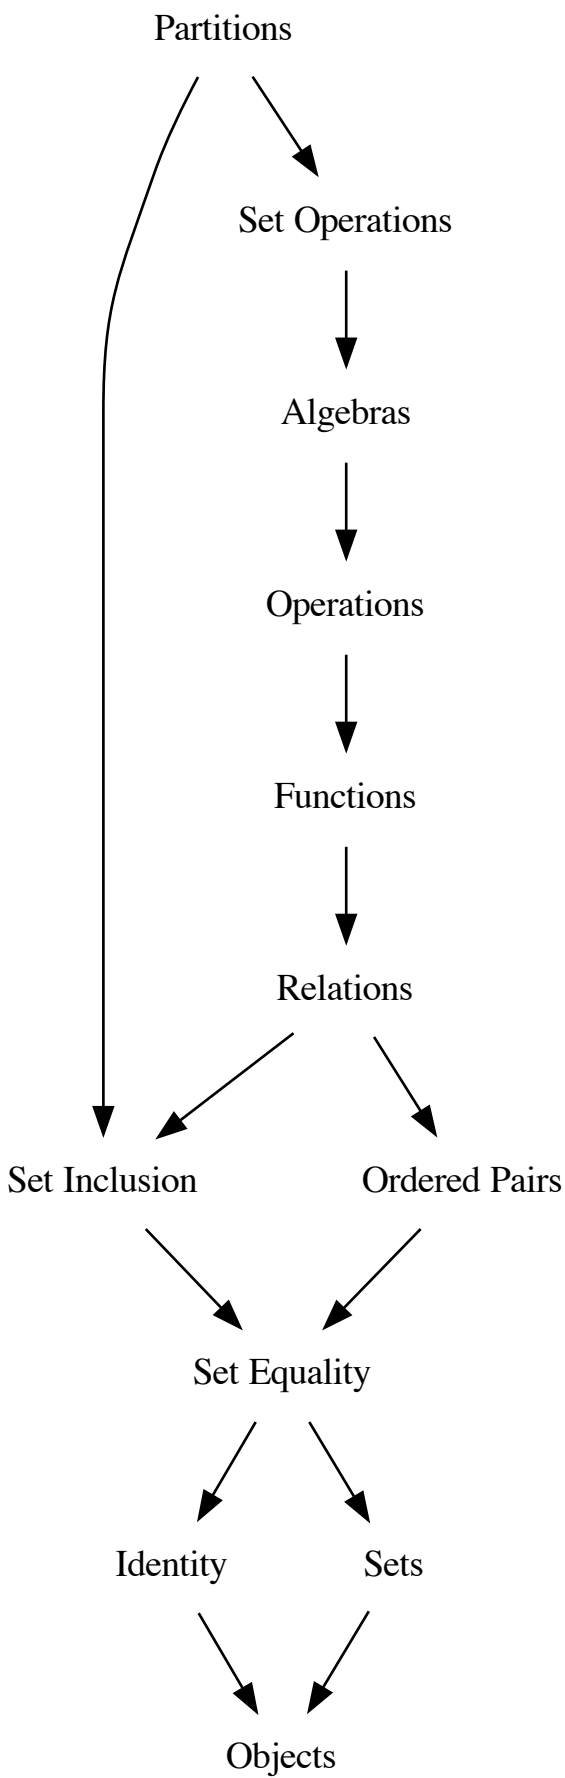 Partitions
Set Operations
Algebras
Operations
Functions
Relations
Set Inclusion
Ordered Pairs
Set Equality
Identity
Sets
Objects